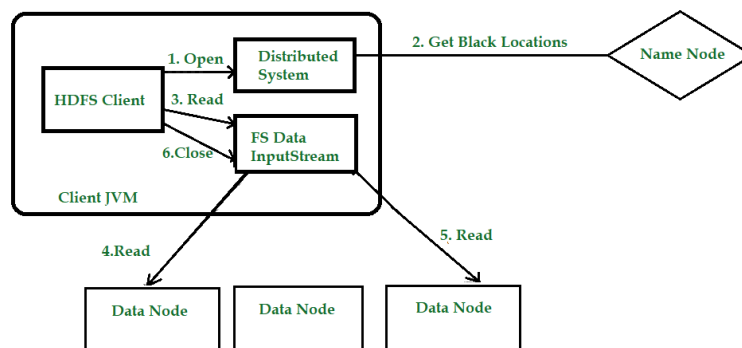 2. Get Black Locations
Distributed
System
1. Open
Name Node
HDFS Client
3. Read
FS Data
InputStream
6.Close
Client JVM
4.Read
5. Read
Data Node
Data Node
Data Node